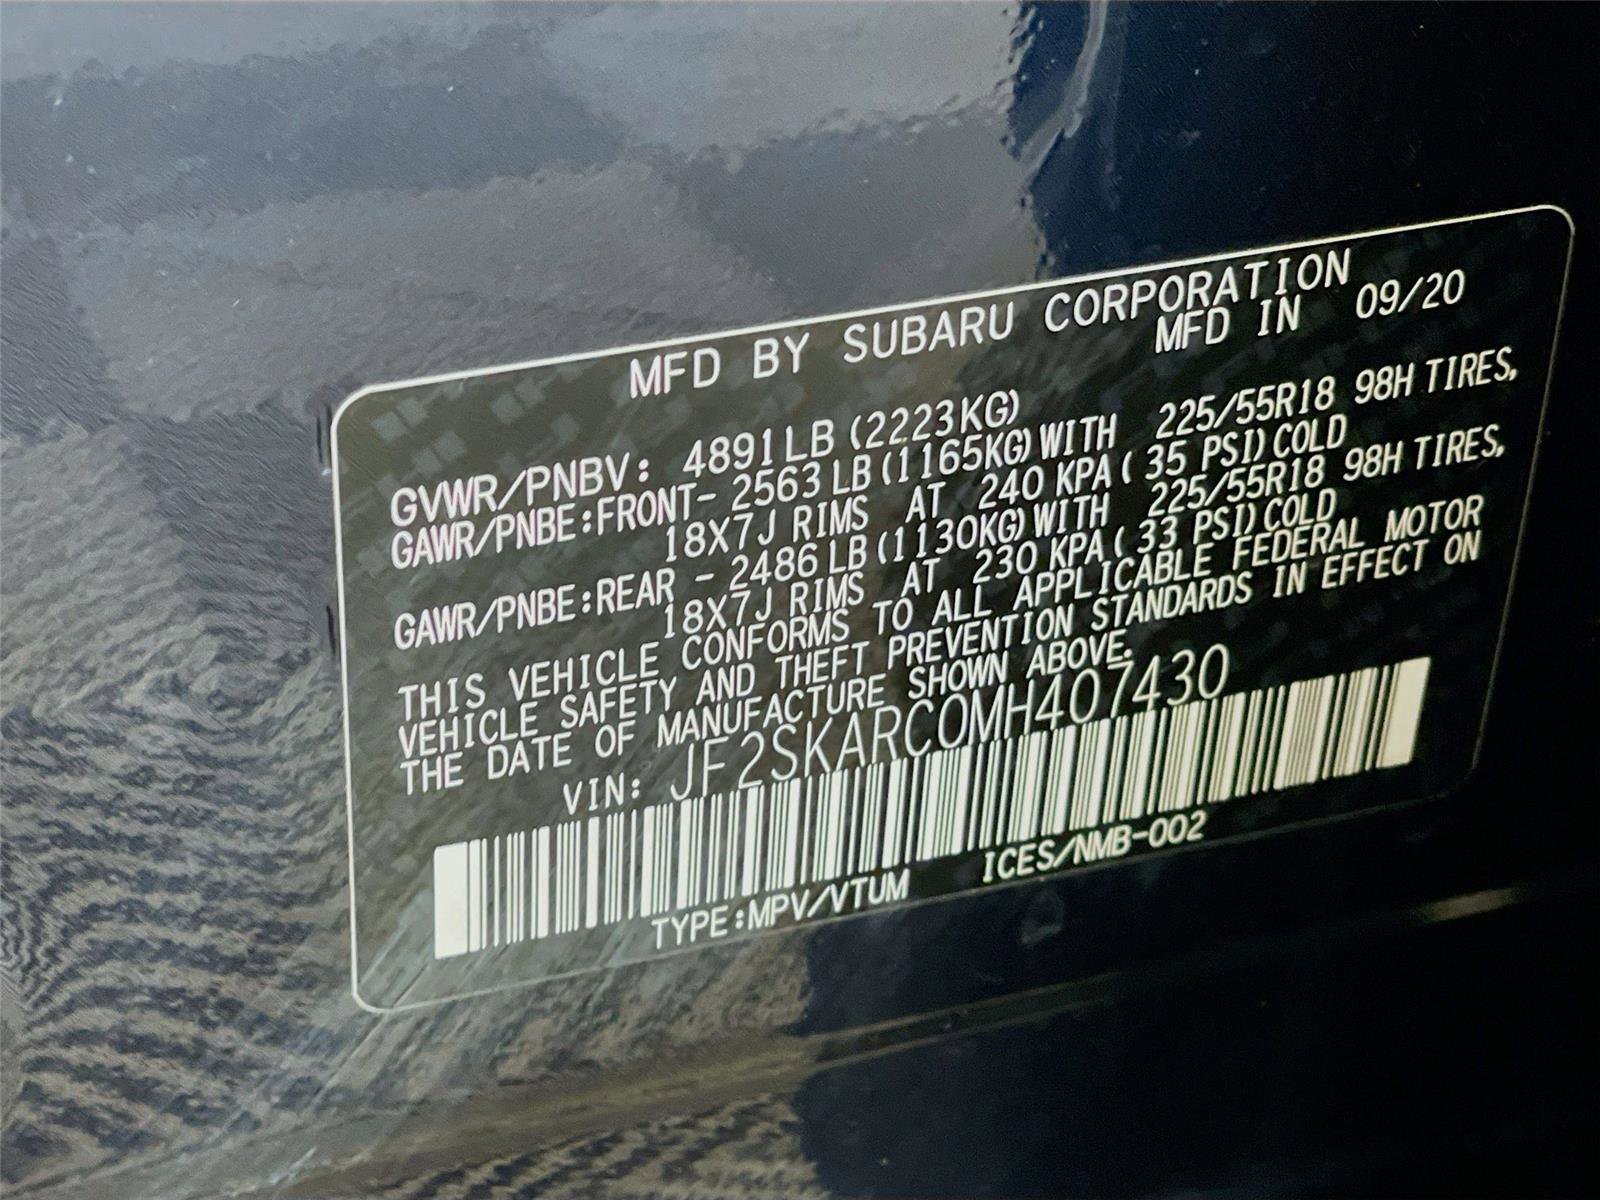 MFD BY SUBARU CORPORATION
MFD IN 09/20
GVWR/PNBV: 4891LB (2223KG)
GAWR/PNBE:FRONT- 2563 LB (1165KG) WITH 225/55R18 98H TIRES,
18X7J RIMS AT 240 KPA ( 35 PSI) COLD
GAWR/PNBE:REAR - 2486 LB (1130KG) WITH 225/55R18 98H TIRES,
18X7J RIMS AT 230 KPA ( 33 PSI) COLD
THIS VEHICLE CONFORMS TO ALL APPLICABLE FEDERAL MOTOR
VEHICLE SAFETY AND THEFT PREVENTION STANDARDS IN EFFECT ON
THE DATE OF MANUFACTURE SHOWN ABOVE.
VIN: JF2SKARC0MH407430
TYPE:MPV/VTUM ICES/NMB-002